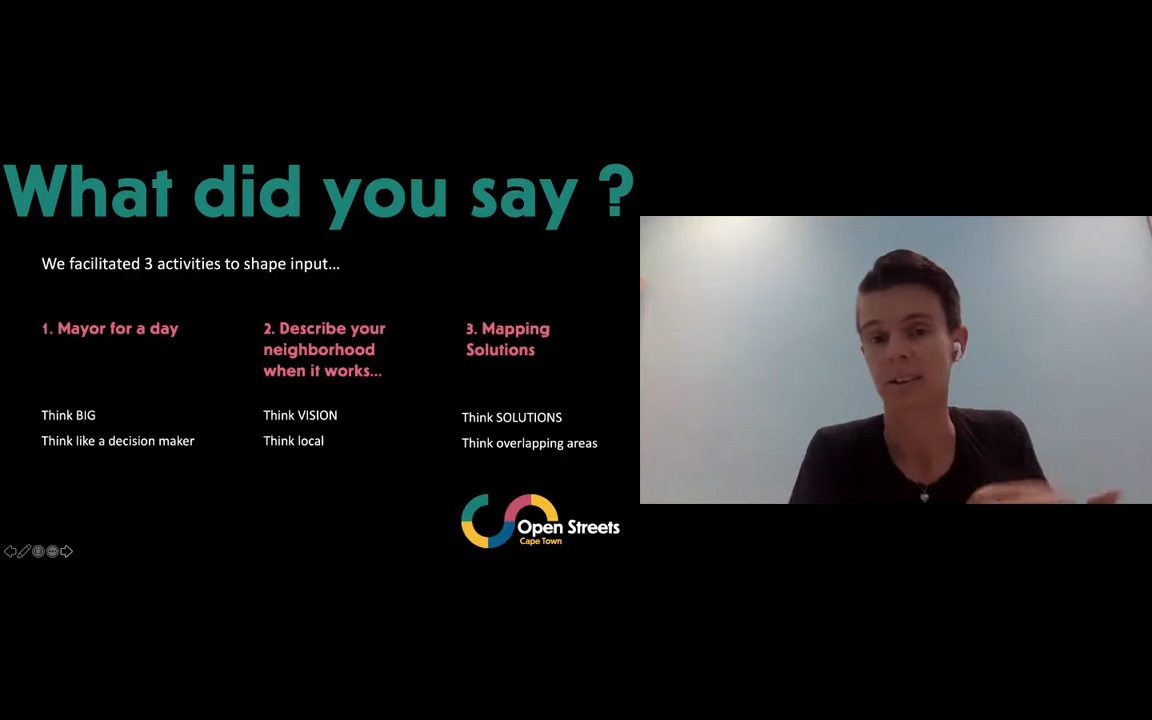 What did you say ?
We facilitated 3 activities to shape input...
1. Mayor for a day
2. Describe your
neighborhood
when it works...
3. Mapping
Solutions
Think BIG
Think like a decision maker
Think VISION
Think local
Think SOLUTIONS
Think overlapping areas
Open Streets
Cape Town